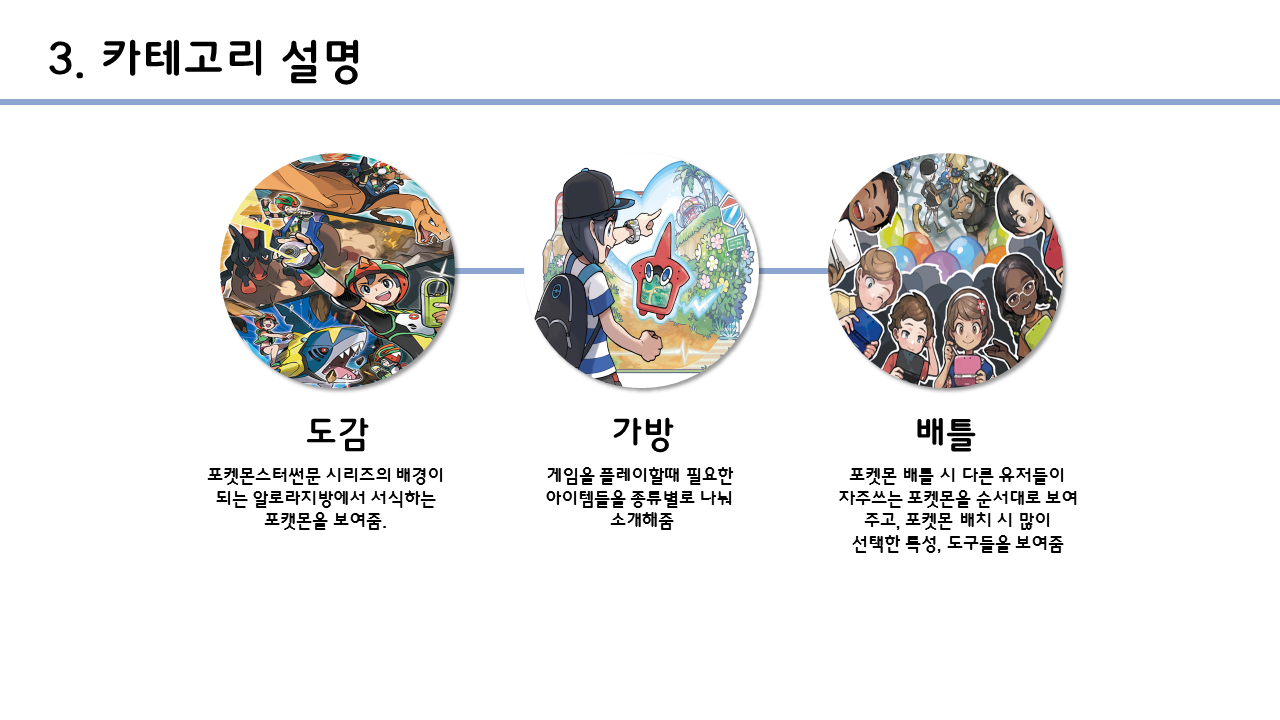 3. 카테고리 설명
도감
포켓몬스터썬문 시리즈의 배경이
되는 알로라지방에서 서식하는
포캣몬을 보여줌.
가방
게임을 플레이할때 필요한
아이템들을 종류별로 나눠
소개해줌
배틀
포켓몬 배틀 시 다른 유저들이
자주쓰는 포켓몬을 순서대로 보여
주고, 포켓몬 배치 시 많이
선택한 특성, 도구들을 보여줌